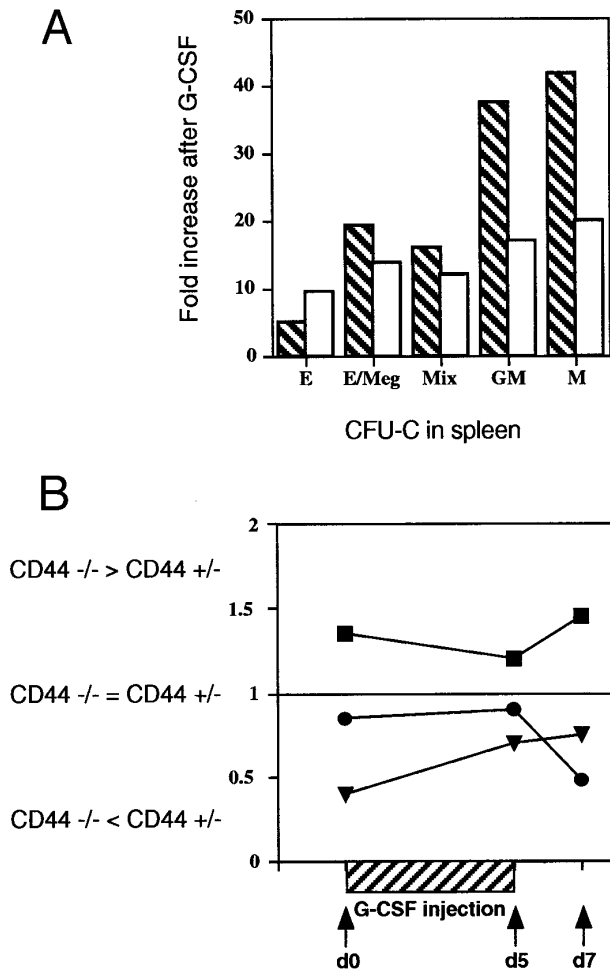 A
Fold increase after G-CSF
50
40
30
20
10
0
E E/Meg Mix GM M
CFU-C in spleen
B
CD44 -/- > CD44 +/-
CD44 -/- = CD44 +/-
CD44 -/- < CD44 +/-
2
1.5
1
0.5
0
G-CSF injection
d0 d5 d7